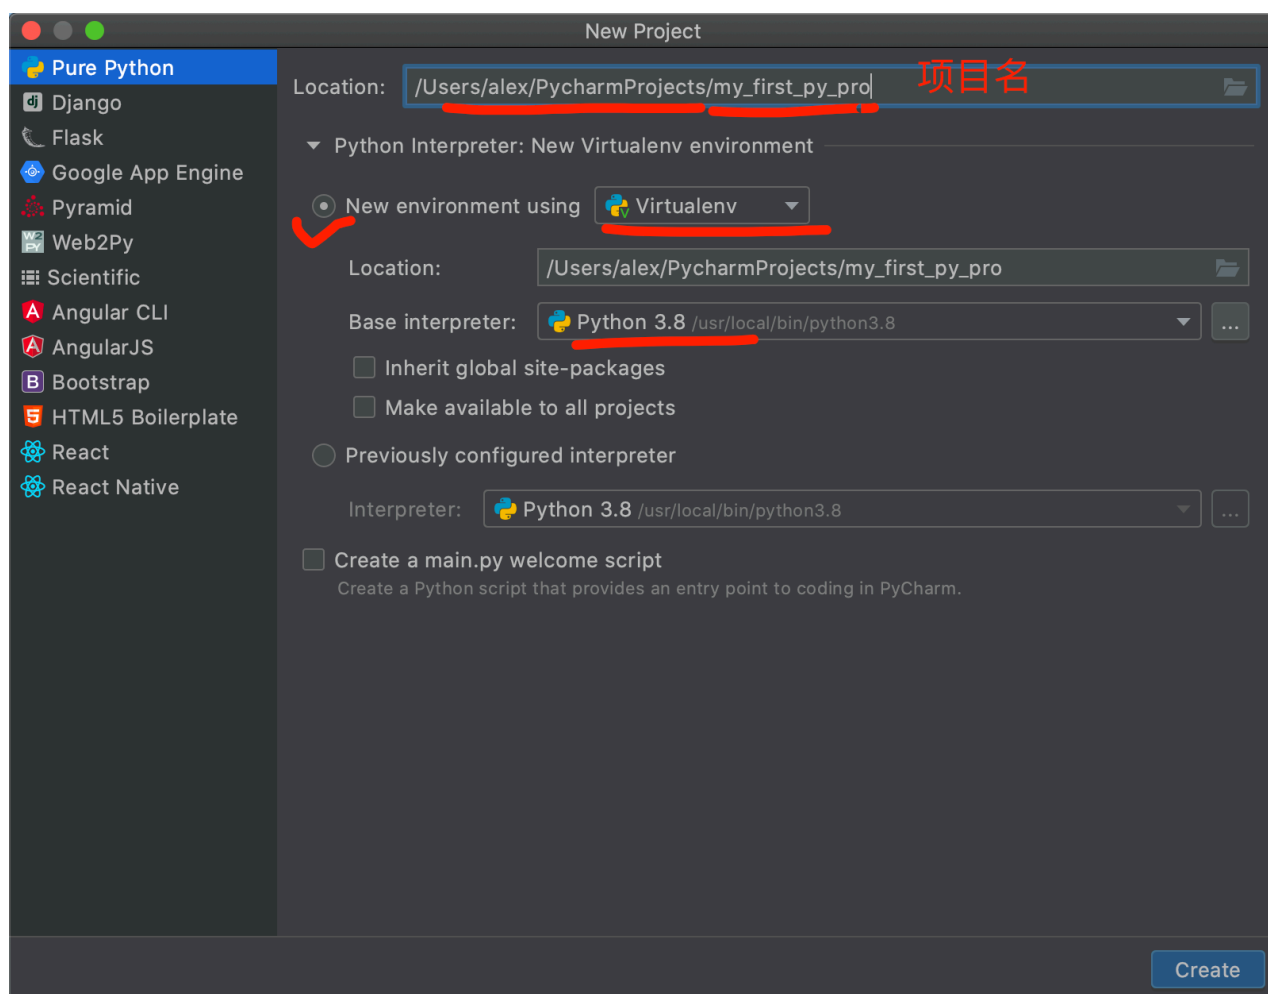 New Project
Pure Python
Django
Flask
Google App Engine
Pyramid
Web2Py
Scientific
Angular CLI
AngularJS
Bootstrap
HTML5 Boilerplate
React
React Native
Location: /Users/alex/PycharmProjects/my_first_py_pro 项目名
Python Interpreter: New Virtualenv environment
New environment using Virtualenv
Location: /Users/alex/PycharmProjects/my_first_py_pro
Base interpreter: Python 3.8 /usr/local/bin/python3.8 ...
Inherit global site-packages
Make available to all projects
Previously configured interpreter
Interpreter: Python 3.8 /usr/local/bin/python3.8 ...
Create a main.py welcome script
Create a Python script that provides an entry point to coding in PyCharm.
Create